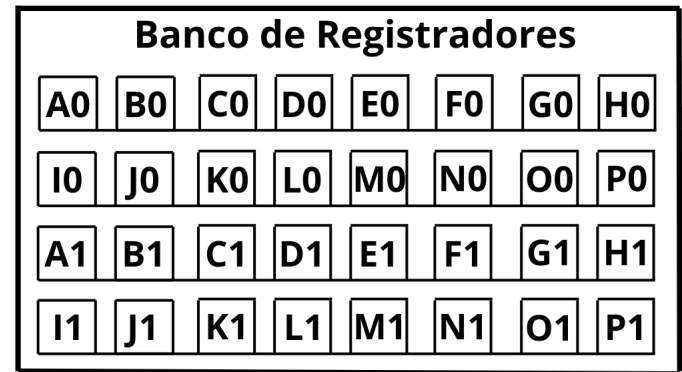 Banco de Registradores
A0 B0 C0 D0 E0 F0 G0 H0
I0 J0 K0 L0 M0 N0 O0 P0
A1 B1 C1 D1 E1 F1 G1 H1
I1 J1 K1 L1 M1 N1 O1 P1